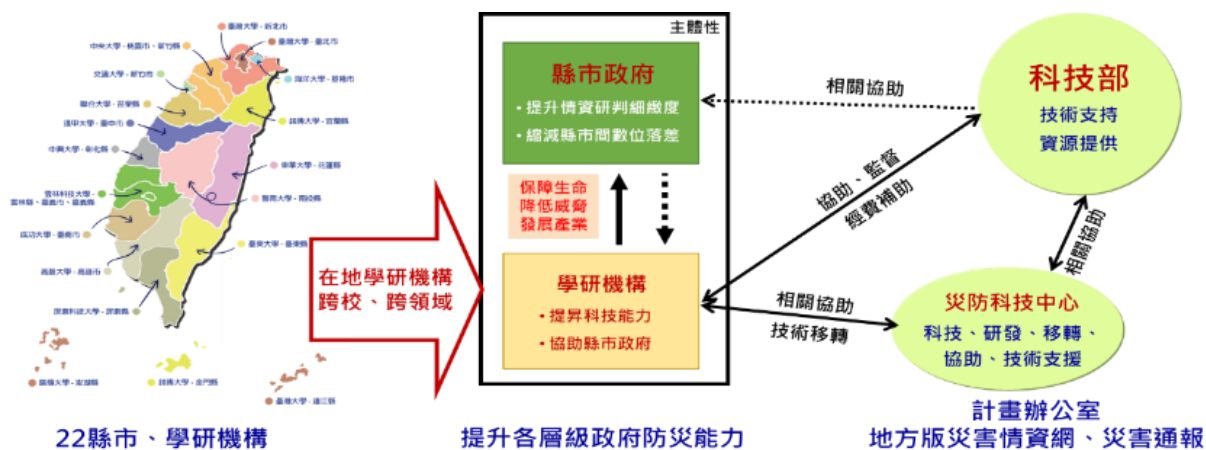 臺灣大學-新北市
臺灣大學-臺北市
中央大學-桃園市、新竹縣
海洋大學-基隆市
交通大學-新竹市
聯合大學-苗栗縣
銘傳大學-宜蘭縣
逢甲大學-臺中市
中興大學-彰化縣
東華大學-花蓮縣
雲林科技大學-
雲林縣、嘉義市、嘉義縣
暨南大學-南投縣
成功大學-臺南市
臺東大學-臺東縣
高雄大學-高雄市
屏東科技大學-屏東縣
銘傳大學-金門縣
臺灣大學-連江縣
22縣市、學研機構
在地學研機構
跨校、跨領域
主體性
縣市政府
•提升情資研判細緻度
•縮減縣市間數位落差
保障生命
降低威脅
發展產業
學研機構
•提昇科技能力
•協助縣市政府
提升各層級政府防災能力
相關協助
協助、監督
經費補助
相關協助
技術移轉
相關協助
科技部
技術支持
資源提供
災防科技中心
科技、研發、移轉、
協助、技術支援
計畫辦公室
地方版災害情資網、災害通報